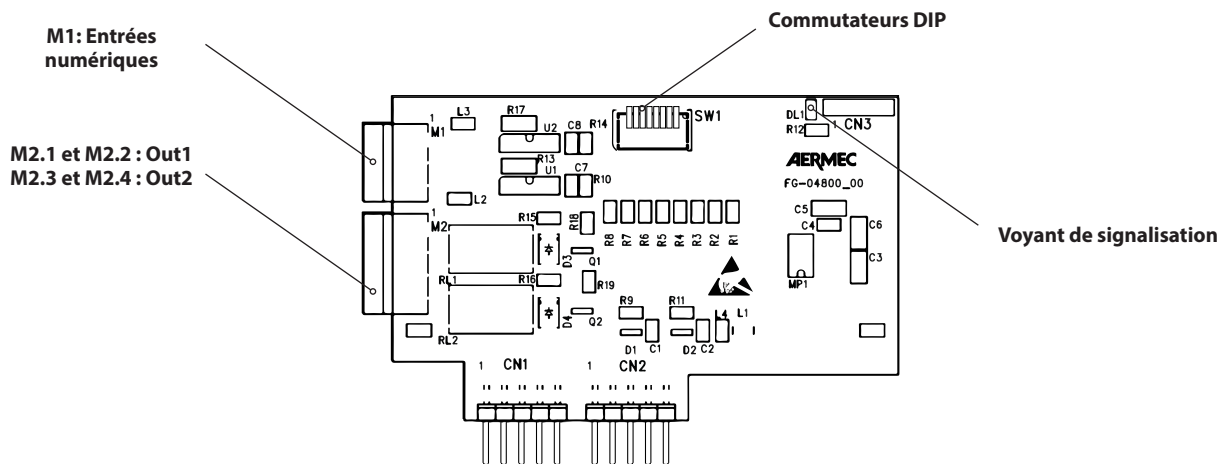 Commutateurs DIP
M1: Entrées
numériques
M2.1 et M2.2 : Out1
M2.3 et M2.4 : Out2
Voyant de signalisation
1
M1
L3
R17
U2
C8
R14
SW1
DL1
R12
1
CN3
R13
U1
C7
R10
AERMEC
FG-04800_00
L2
1
M2
R15
R18
R8
R7
R6
R5
R4
R3
R2
R1
C5
C4
C6
C3
MP1
D3
Q1
RL1
R16
R19
D4
Q2
RL2
R9
R11
L4
L1
D1
C1
D2
C2
1
CN1
1
CN2